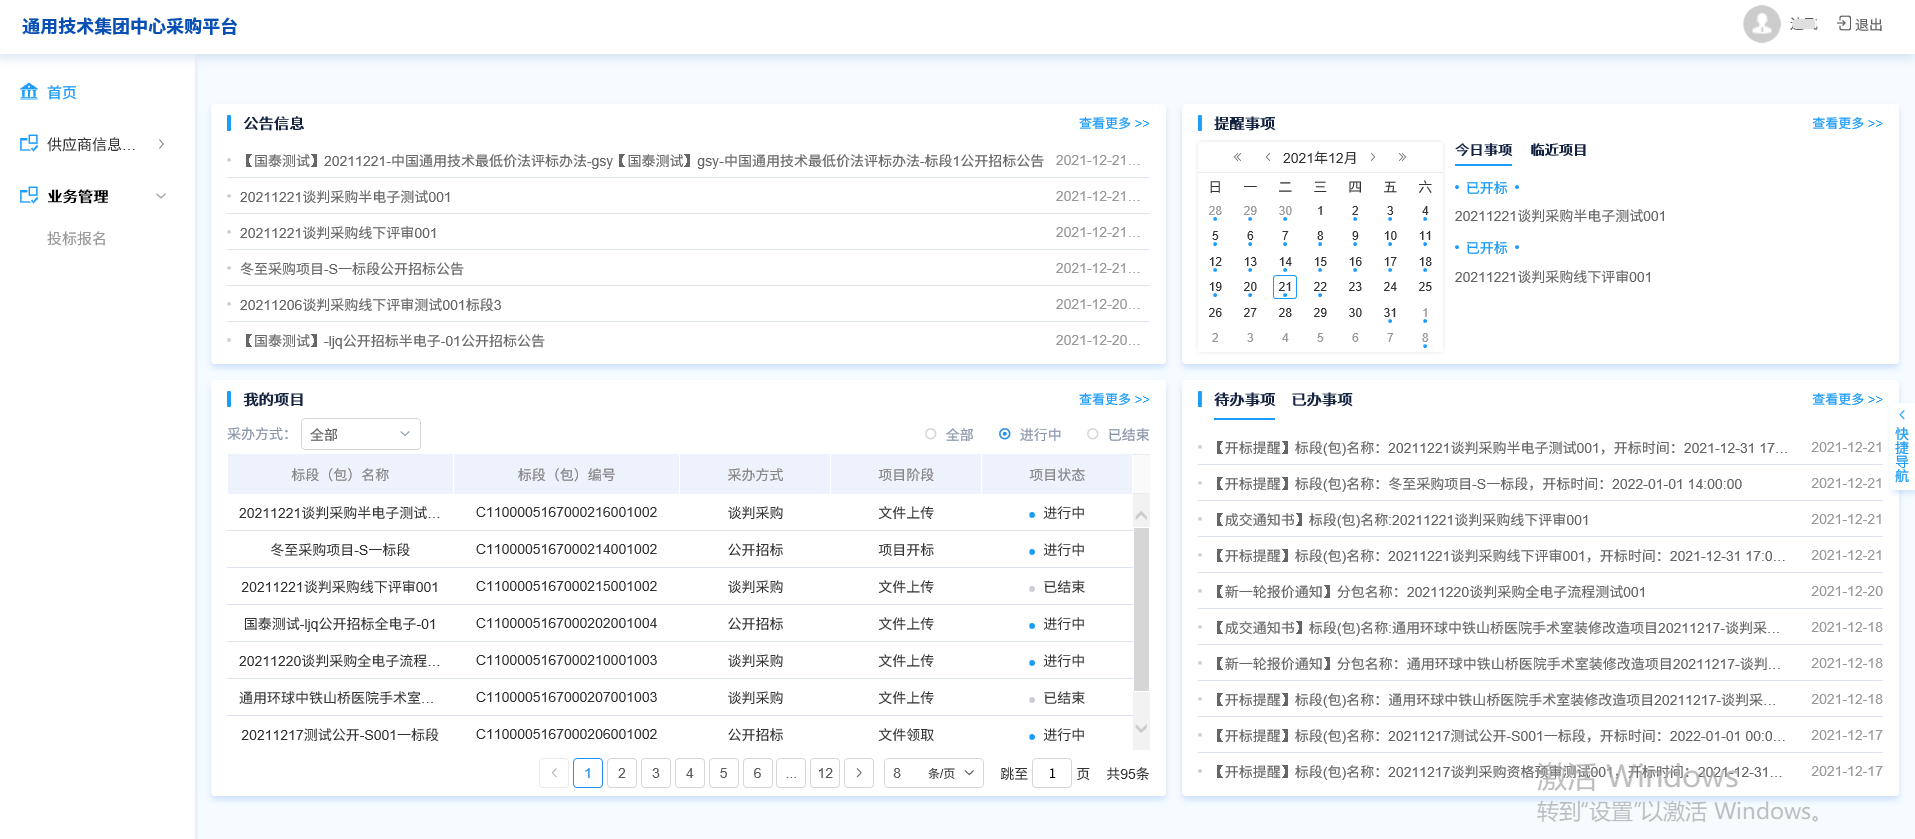 通用技术集团中心采购平台
退出
首页
供应商信息...
业务管理
投标报名
公告信息 查看更多 >>
【国泰测试】20211221-中国通用技术最低价法评标办法-gsy【国泰测试】gsy-中国通用技术最低价法评标办法-标段1公开招标公告 2021-12-21...
20211221谈判采购半电子测试001 2021-12-21...
20211221谈判采购线下评审001 2021-12-21...
冬至采购项目-S一标段公开招标公告 2021-12-21...
20211206谈判采购线下评审测试001标段3 2021-12-20...
【国泰测试】-ljq公开招标半电子-01公开招标公告 2021-12-20...
提醒事项 查看更多 >>
« < 2021年12月 > »
日 一 二 三 四 五 六
28 29 30 1 2 3 4
5 6 7 8 9 10 11
12 13 14 15 16 17 18
19 20 21 22 23 24 25
26 27 28 29 30 31 1
2 3 4 5 6 7 8
今日事项 临近项目
• 已开标 •
20211221谈判采购半电子测试001
• 已开标 •
20211221谈判采购线下评审001
我的项目 查看更多 >>
采办方式： 全部 全部 进行中 已结束
标段（包）名称 标段（包）编号 采办方式 项目阶段 项目状态
20211221谈判采购半电子测试... C1100005167000216001002 谈判采购 文件上传 进行中
冬至采购项目-S一标段 C1100005167000214001002 公开招标 项目开标 进行中
20211221谈判采购线下评审001 C1100005167000215001002 谈判采购 文件上传 已结束
国泰测试-ljq公开招标全电子-01 C1100005167000202001004 公开招标 文件上传 进行中
20211220谈判采购全电子流程... C1100005167000210001003 谈判采购 文件上传 进行中
通用环球中铁山桥医院手术室... C1100005167000207001003 谈判采购 文件上传 已结束
20211217测试公开-S001一标段 C1100005167000206001002 公开招标 文件领取 进行中
< 1 2 3 4 5 6 ... 12 > 8 条/页 跳至 1 页 共95条
待办事项 已办事项 查看更多 >>
【开标提醒】标段(包)名称：20211221谈判采购半电子测试001，开标时间：2021-12-31 17... 2021-12-21
【开标提醒】标段(包)名称：冬至采购项目-S一标段，开标时间：2022-01-01 14:00:00 2021-12-21
【成交通知书】标段(包)名称:20211221谈判采购线下评审001 2021-12-21
【开标提醒】标段(包)名称：20211221谈判采购线下评审001，开标时间：2021-12-31 17:0... 2021-12-21
【新一轮报价通知】分包名称：20211220谈判采购全电子流程测试001 2021-12-20
【成交通知书】标段(包)名称:通用环球中铁山桥医院手术室装修改造项目20211217-谈判采... 2021-12-18
【新一轮报价通知】分包名称：通用环球中铁山桥医院手术室装修改造项目20211217-谈判... 2021-12-18
【开标提醒】标段(包)名称：通用环球中铁山桥医院手术室装修改造项目20211217-谈判采... 2021-12-18
【开标提醒】标段(包)名称：20211217测试公开-S001一标段，开标时间：2022-01-01 00:0... 2021-12-17
【开标提醒】标段(包)名称：20211217谈判采购资格预审测试001，开标时间：2021-12-31... 2021-12-17
快捷导航
激活 Windows
转到“设置”以激活 Windows。